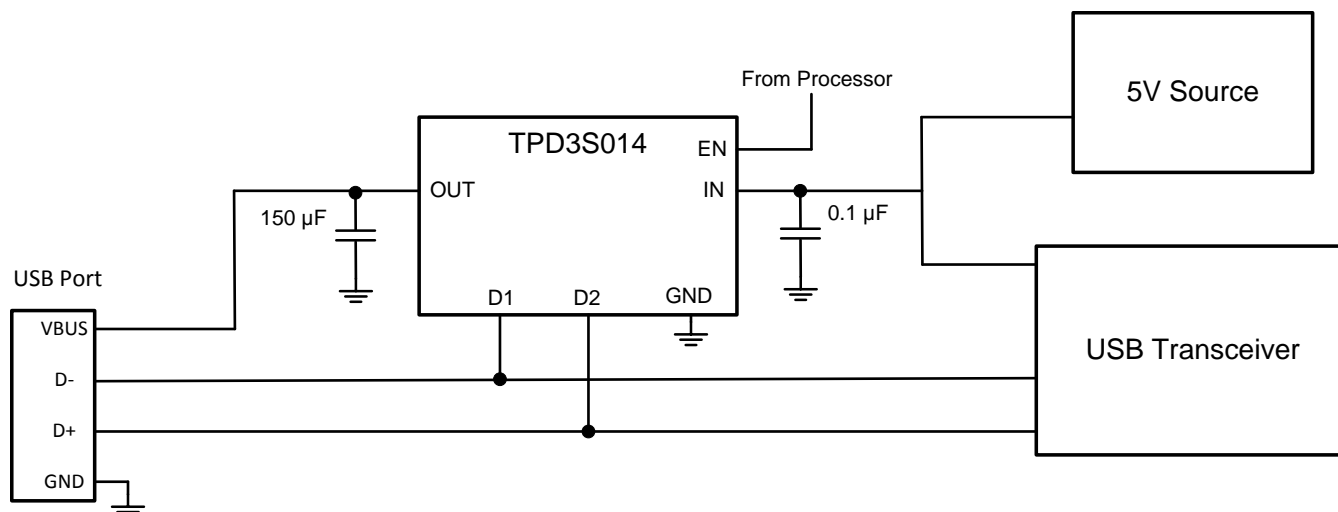 From Processor
5V Source
TPD3S014
EN
OUT
IN
150 µF
0.1 µF
USB Port
D1
D2
GND
VBUS
USB Transceiver
D-
D+
GND